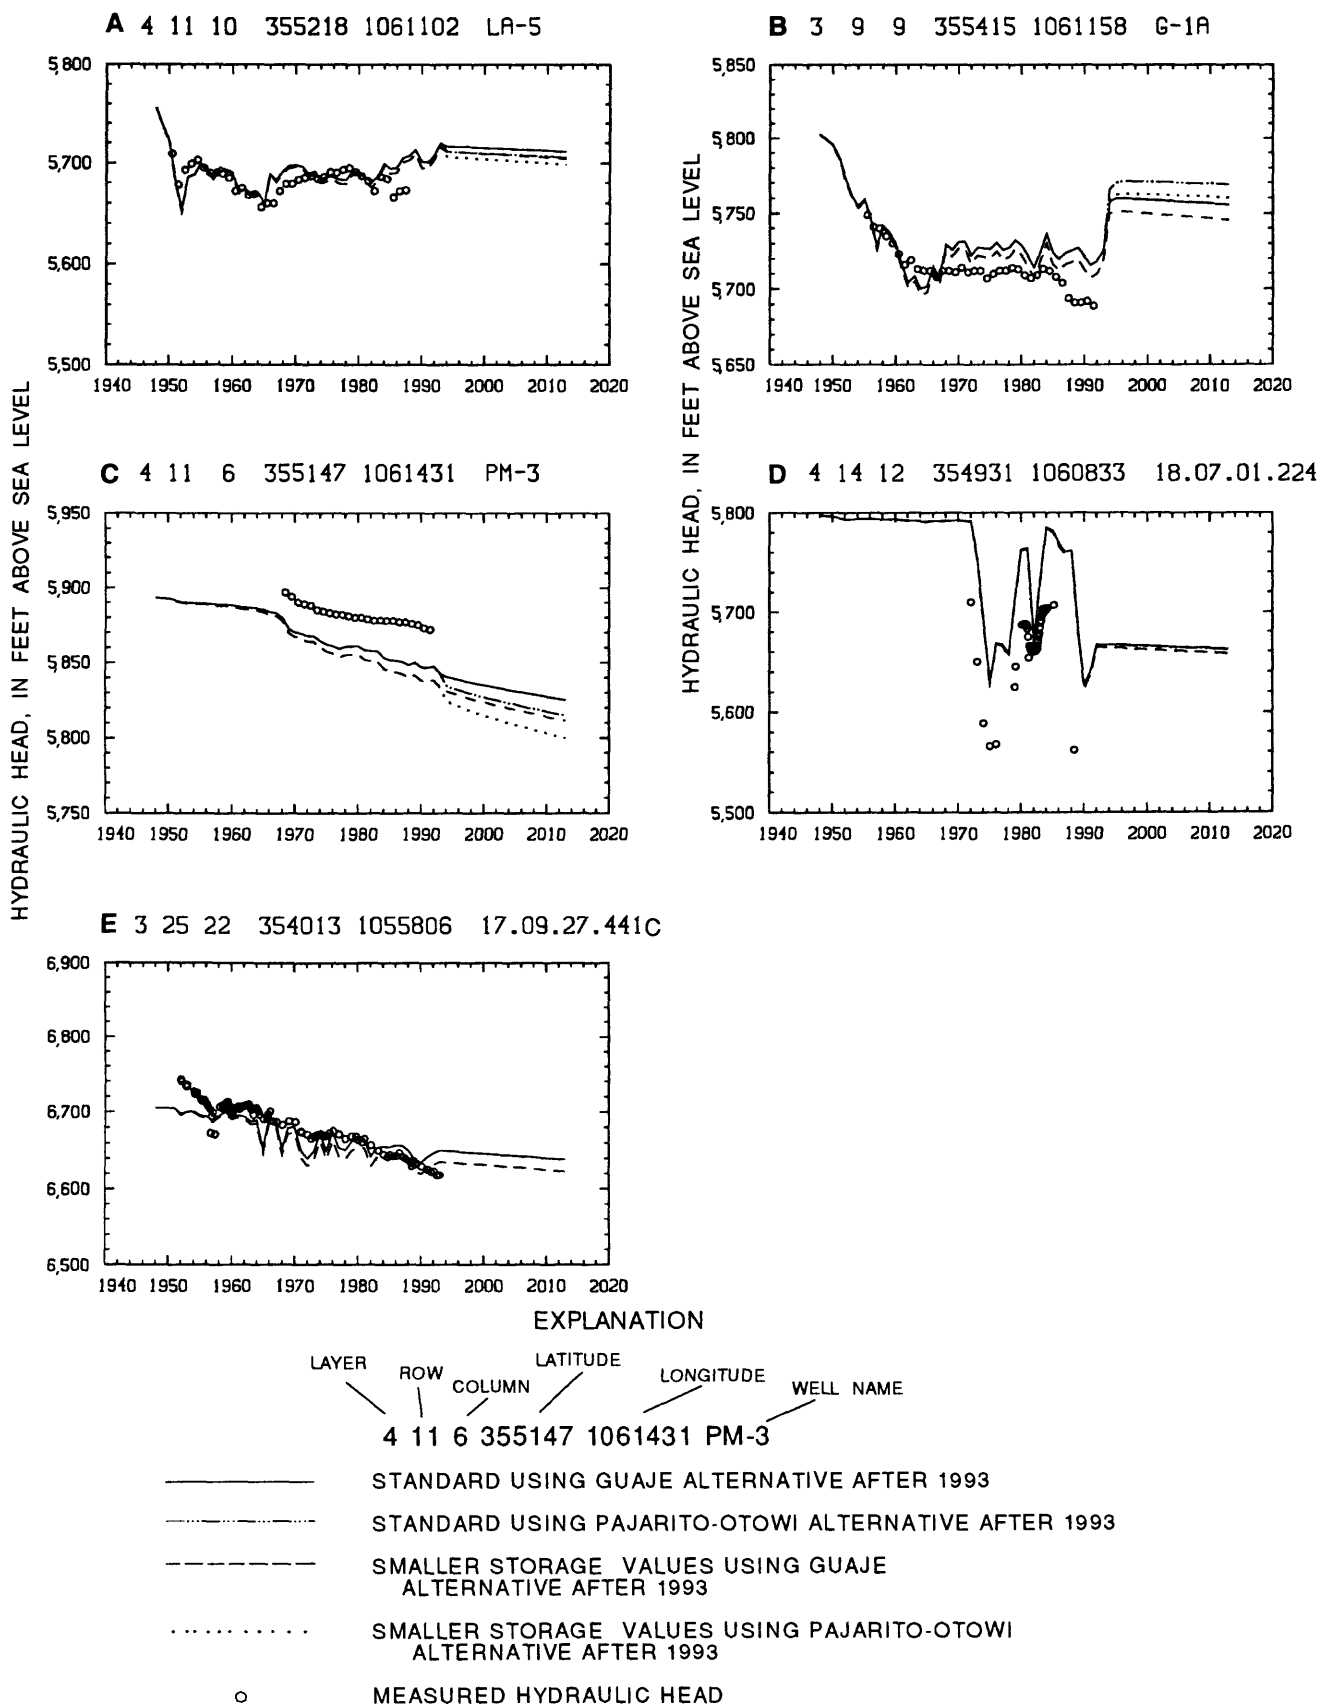 A 4 11 10 355218 1061102 LA-5
5,800
5,700
5,600
5,500
1940 1950 1960 1970 1980 1990 2000 2010 2020
B 3 9 9 355415 1061158 G-1A
5,850
5,800
5,750
5,700
5,650
1940 1950 1960 1970 1980 1990 2000 2010 2020
HYDRAULIC HEAD, IN FEET ABOVE SEA LEVEL
HYDRAULIC HEAD, IN FEET ABOVE SEA LEVEL
C 4 11 6 355147 1061431 PM-3
5,950
5,900
5,850
5,800
5,750
1940 1950 1960 1970 1980 1990 2000 2010 2020
D 4 14 12 354931 1060833 18.07.01.224
5,800
5,700
5,600
5,500
1940 1950 1960 1970 1980 1990 2000 2010 2020
E 3 25 22 354013 1055806 17.09.27.441C
6,900
6,800
6,700
6,600
6,500
1940 1950 1960 1970 1980 1990 2000 2010 2020
EXPLANATION
LAYER ROW COLUMN LATITUDE LONGITUDE WELL NAME
4 11 6 355147 1061431 PM-3
STANDARD USING GUAJE ALTERNATIVE AFTER 1993
STANDARD USING PAJARITO-OTOWI ALTERNATIVE AFTER 1993
SMALLER STORAGE VALUES USING GUAJE
ALTERNATIVE AFTER 1993
SMALLER STORAGE VALUES USING PAJARITO-OTOWI
ALTERNATIVE AFTER 1993
MEASURED HYDRAULIC HEAD